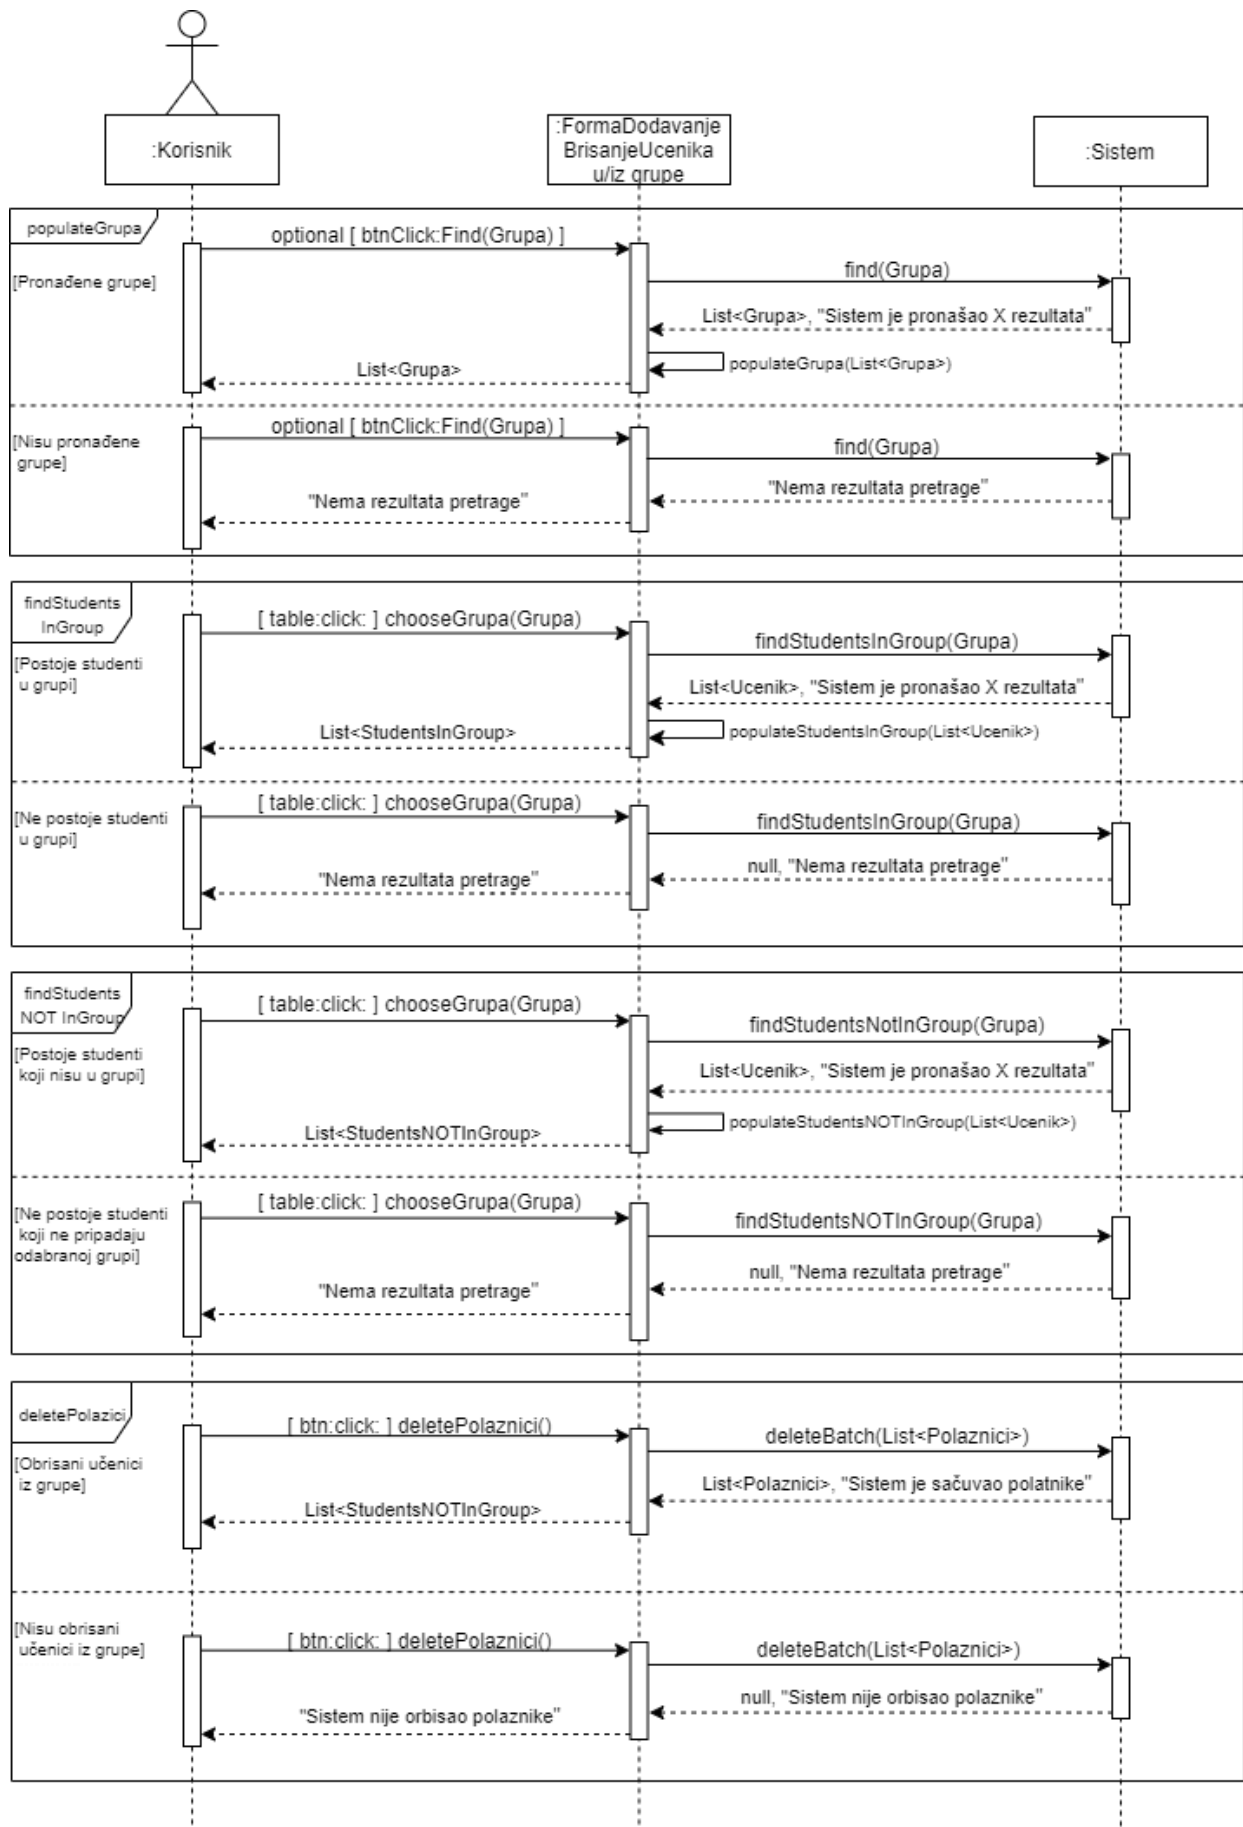 :Korisnik
:FormaDodavanje
BrisanjeUcenika
u/iz grupe
:Sistem
populateGrupa
optional [ btnClick:Find(Grupa) ]
[Pronađene grupe]
find(Grupa)
List<Grupa>, "Sistem je pronašao X rezultata"
populateGrupa(List<Grupa>)
List<Grupa>
optional [ btnClick:Find(Grupa) ]
[Nisu pronađene
grupe]
find(Grupa)
"Nema rezultata pretrage"
"Nema rezultata pretrage"
findStudents
InGroup
[ table:click: ] chooseGrupa(Grupa)
[Postoje studenti
u grupi]
findStudentsInGroup(Grupa)
List<Ucenik>, "Sistem je pronašao X rezultata"
populateStudentsInGroup(List<Ucenik>)
List<StudentsInGroup>
[ table:click: ] chooseGrupa(Grupa)
[Ne postoje studenti
u grupi]
findStudentsInGroup(Grupa)
null, "Nema rezultata pretrage"
"Nema rezultata pretrage"
findStudents
NOT InGroup
[ table:click: ] chooseGrupa(Grupa)
[Postoje studenti
koji nisu u grupi]
findStudentsNotInGroup(Grupa)
List<Ucenik>, "Sistem je pronašao X rezultata"
populateStudentsNOTInGroup(List<Ucenik>)
List<StudentsNOTInGroup>
[ table:click: ] chooseGrupa(Grupa)
[Ne postoje studenti
koji ne pripadaju
odabranoj grupi]
findStudentsNOTInGroup(Grupa)
null, "Nema rezultata pretrage"
"Nema rezultata pretrage"
deletePolazici
[ btn:click: ] deletePolaznici()
[Obrisani učenici
iz grupe]
deleteBatch(List<Polaznici>)
List<Polaznici>, "Sistem je sačuvao polatnike"
List<StudentsNOTInGroup>
[Nisu obrisani
učenici iz grupe]
[ btn:click: ] deletePolaznici()
deleteBatch(List<Polaznici>)
null, "Sistem nije orbisao polaznike"
"Sistem nije orbisao polaznike"